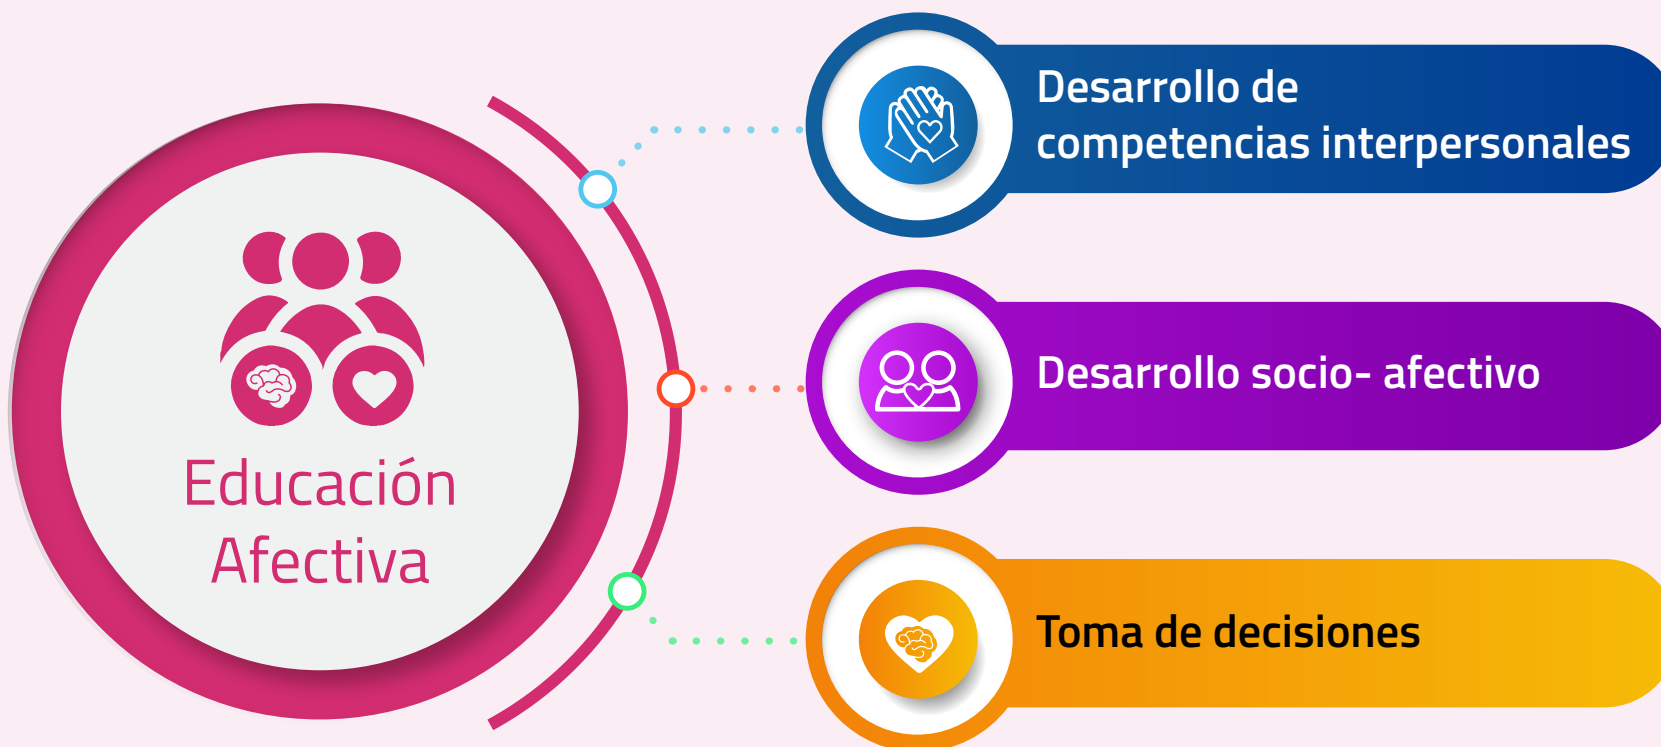 Educación
Afectiva
Desarrollo de
competencias interpersonales
Desarrollo socio- afectivo
Toma de decisiones